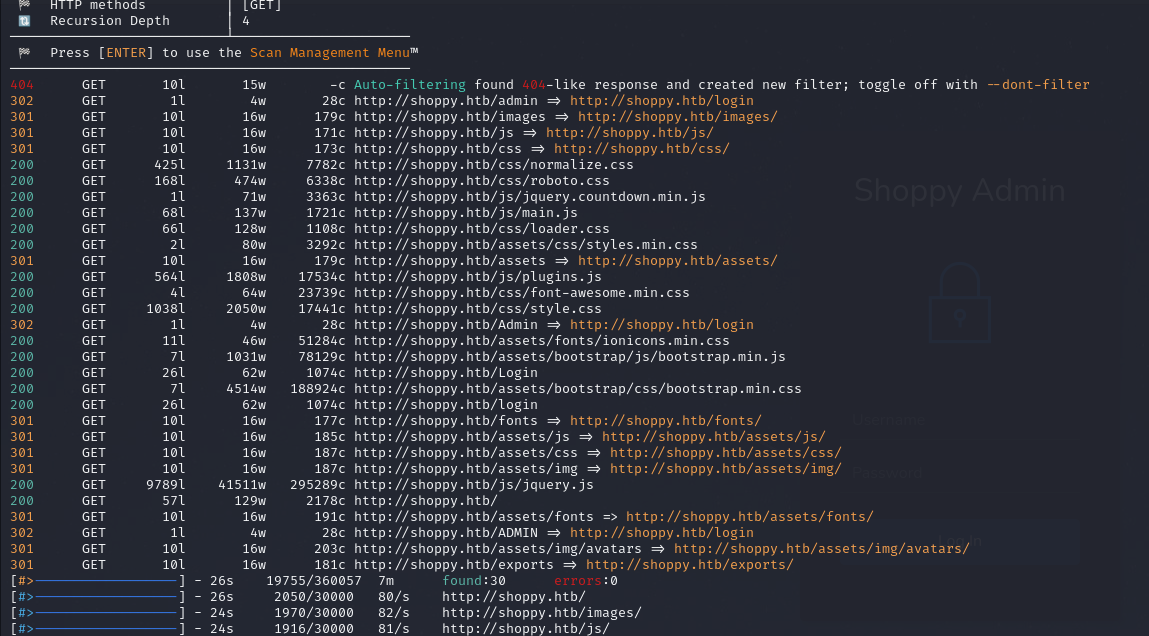 HTTP methods │ [GET]
Recursion Depth │ 4
Press [ENTER] to use the Scan Management Menu™
404 GET 10l 15w -c Auto-filtering found 404-like response and created new filter; toggle off with --dont-filter
302 GET 1l 4w 28c http://shoppy.htb/admin => http://shoppy.htb/login
301 GET 10l 16w 179c http://shoppy.htb/images => http://shoppy.htb/images/
301 GET 10l 16w 171c http://shoppy.htb/js => http://shoppy.htb/js/
301 GET 10l 16w 173c http://shoppy.htb/css => http://shoppy.htb/css/
200 GET 425l 1131w 7782c http://shoppy.htb/css/normalize.css
200 GET 168l 474w 6338c http://shoppy.htb/css/roboto.css
200 GET 1l 71w 3363c http://shoppy.htb/js/jquery.countdown.min.js
200 GET 68l 137w 1721c http://shoppy.htb/js/main.js
200 GET 66l 128w 1108c http://shoppy.htb/css/loader.css
200 GET 2l 80w 3292c http://shoppy.htb/assets/css/styles.min.css
301 GET 10l 16w 179c http://shoppy.htb/assets => http://shoppy.htb/assets/
200 GET 564l 1808w 17534c http://shoppy.htb/js/plugins.js
200 GET 4l 64w 23739c http://shoppy.htb/css/font-awesome.min.css
200 GET 1038l 2050w 17441c http://shoppy.htb/css/style.css
302 GET 1l 4w 28c http://shoppy.htb/Admin => http://shoppy.htb/login
200 GET 11l 46w 51284c http://shoppy.htb/assets/fonts/ionicons.min.css
200 GET 7l 1031w 78129c http://shoppy.htb/assets/bootstrap/js/bootstrap.min.js
200 GET 26l 62w 1074c http://shoppy.htb/Login
200 GET 7l 4514w 188924c http://shoppy.htb/assets/bootstrap/css/bootstrap.min.css
200 GET 26l 62w 1074c http://shoppy.htb/login
301 GET 10l 16w 177c http://shoppy.htb/fonts => http://shoppy.htb/fonts/
301 GET 10l 16w 185c http://shoppy.htb/assets/js => http://shoppy.htb/assets/js/
301 GET 10l 16w 187c http://shoppy.htb/assets/css => http://shoppy.htb/assets/css/
301 GET 10l 16w 187c http://shoppy.htb/assets/img => http://shoppy.htb/assets/img/
200 GET 9789l 41511w 295289c http://shoppy.htb/js/jquery.js
200 GET 57l 129w 2178c http://shoppy.htb/
301 GET 10l 16w 191c http://shoppy.htb/assets/fonts => http://shoppy.htb/assets/fonts/
302 GET 1l 4w 28c http://shoppy.htb/ADMIN => http://shoppy.htb/login
301 GET 10l 16w 203c http://shoppy.htb/assets/img/avatars => http://shoppy.htb/assets/img/avatars/
301 GET 10l 16w 181c http://shoppy.htb/exports => http://shoppy.htb/exports/
[#>------------------] - 26s 19755/360057 7m found:30 errors:0
[#>------------------] - 26s 2050/30000 80/s http://shoppy.htb/
[#>------------------] - 24s 1970/30000 82/s http://shoppy.htb/images/
[#>------------------] - 24s 1916/30000 81/s http://shoppy.htb/js/
Shoppy Admin
Username
Password
Log In